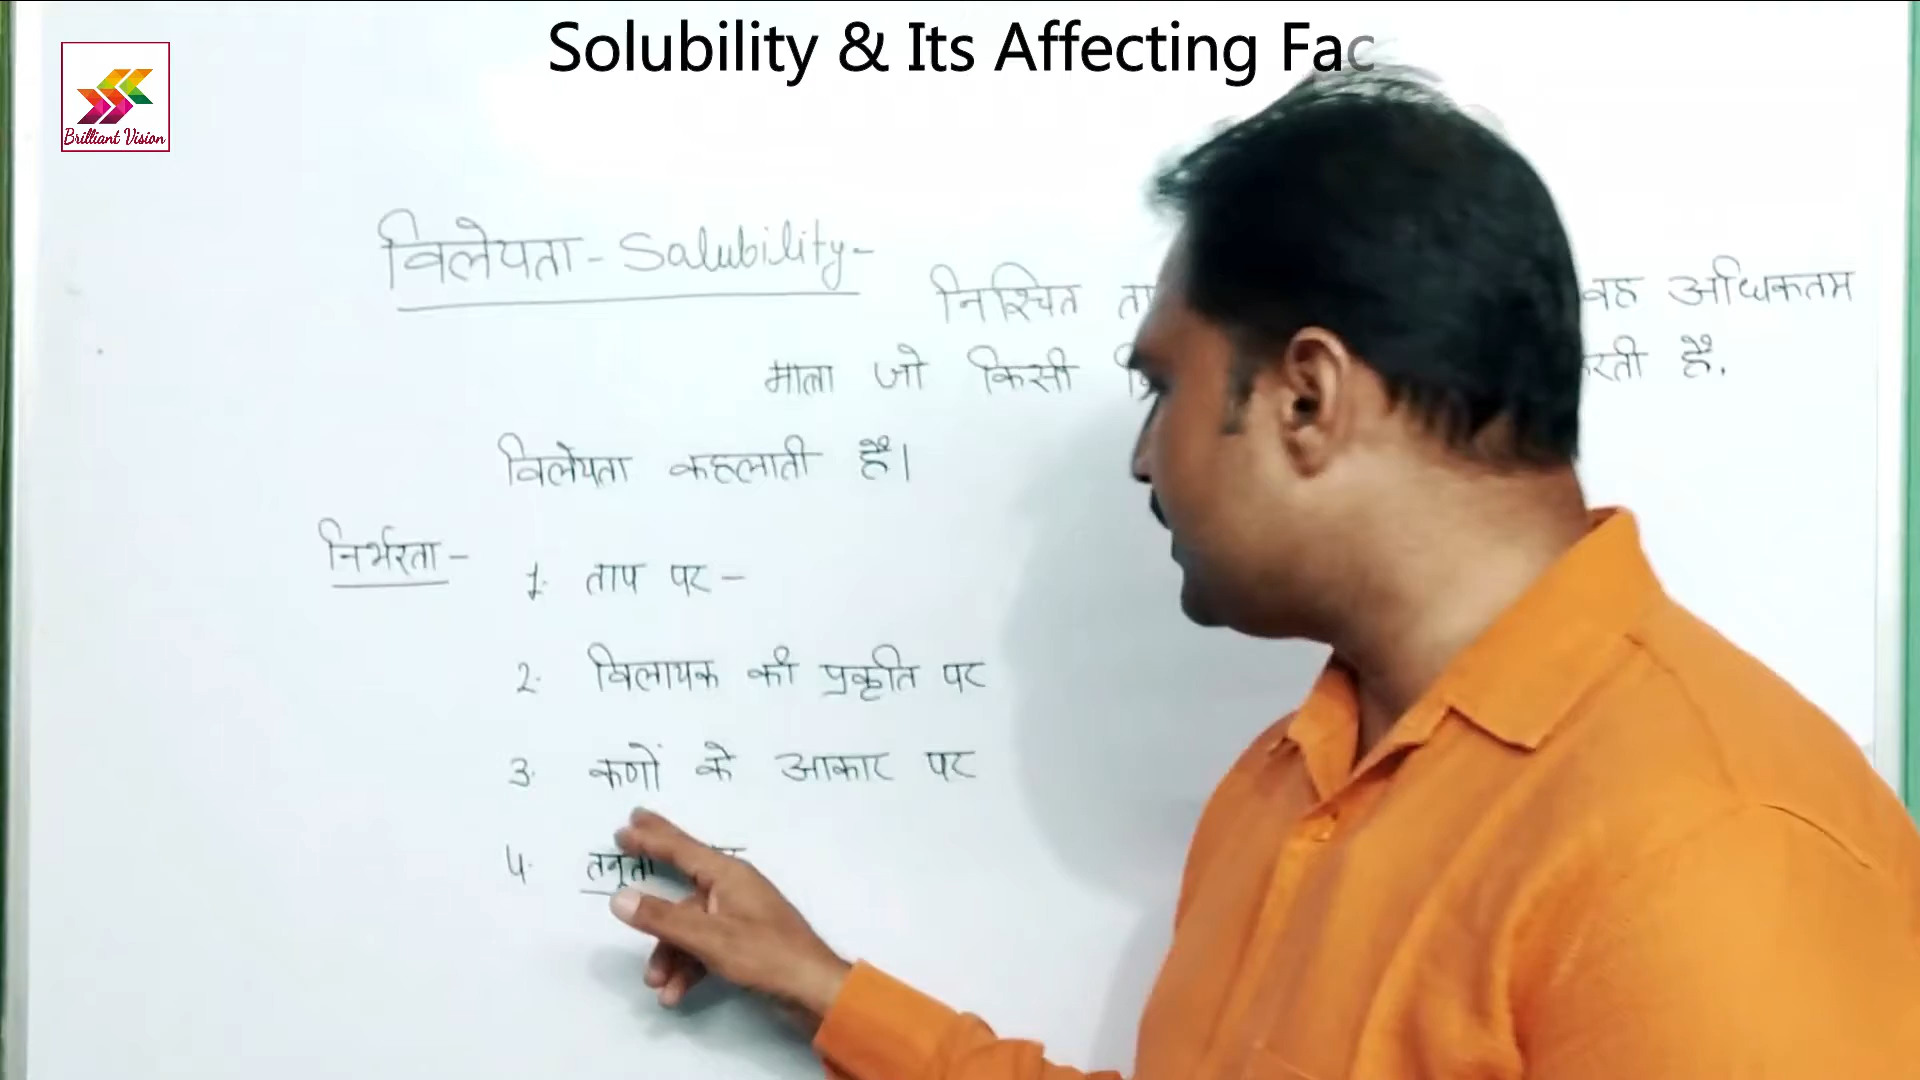 Solubility & Its Affecting Fac
Brilliant Vision
विलेयता - Solubility -
निश्चित वह अधिकतम
मात्रा जो किसी है.
विलेयता कहलाती है।
निर्भरता -
1. ताप पर -
2. विलायक की प्रकृति पर
3. कणों के आकार पर
4. तनुता